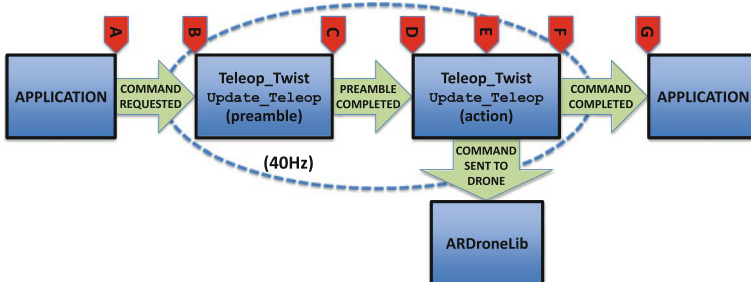 A
B
C
D
E
F
G
APPLICATION
COMMAND
REQUESTED
Teleop_Twist
Update_Teleop
(preamble)
PREAMBLE
COMPLETED
Teleop_Twist
Update_Teleop
(action)
COMMAND
COMPLETED
APPLICATION
(40Hz)
COMMAND
SENT TO
DRONE
ARDroneLib